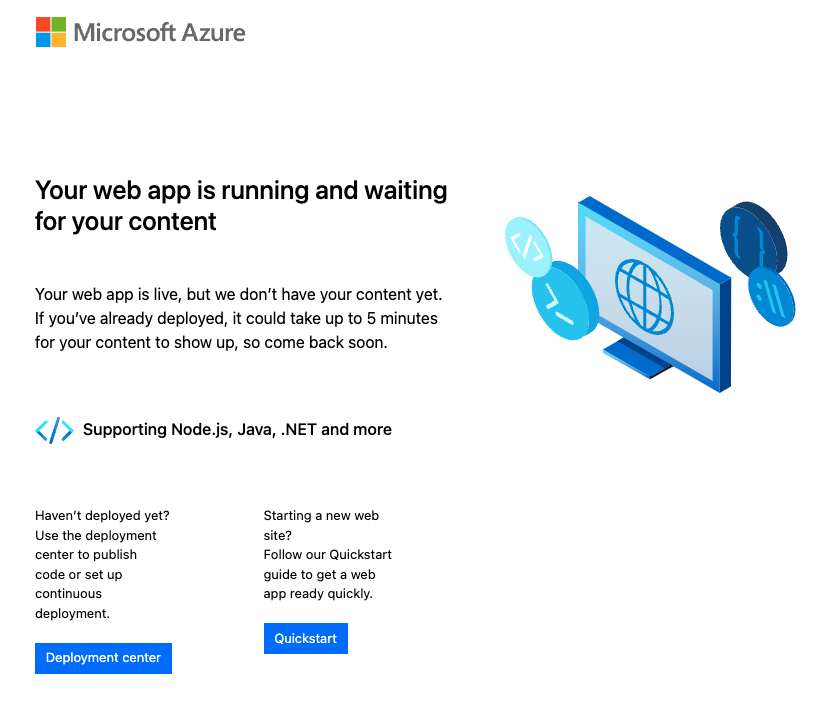 Microsoft Azure
Your web app is running and waiting
for your content
Your web app is live, but we don’t have your content yet.
If you’ve already deployed, it could take up to 5 minutes
for your content to show up, so come back soon.
</> Supporting Node.js, Java, .NET and more
Haven’t deployed yet?
Use the deployment
center to publish
code or set up
continuous
deployment.
Deployment center
Starting a new web
site?
Follow our Quickstart
guide to get a web
app ready quickly.
Quickstart